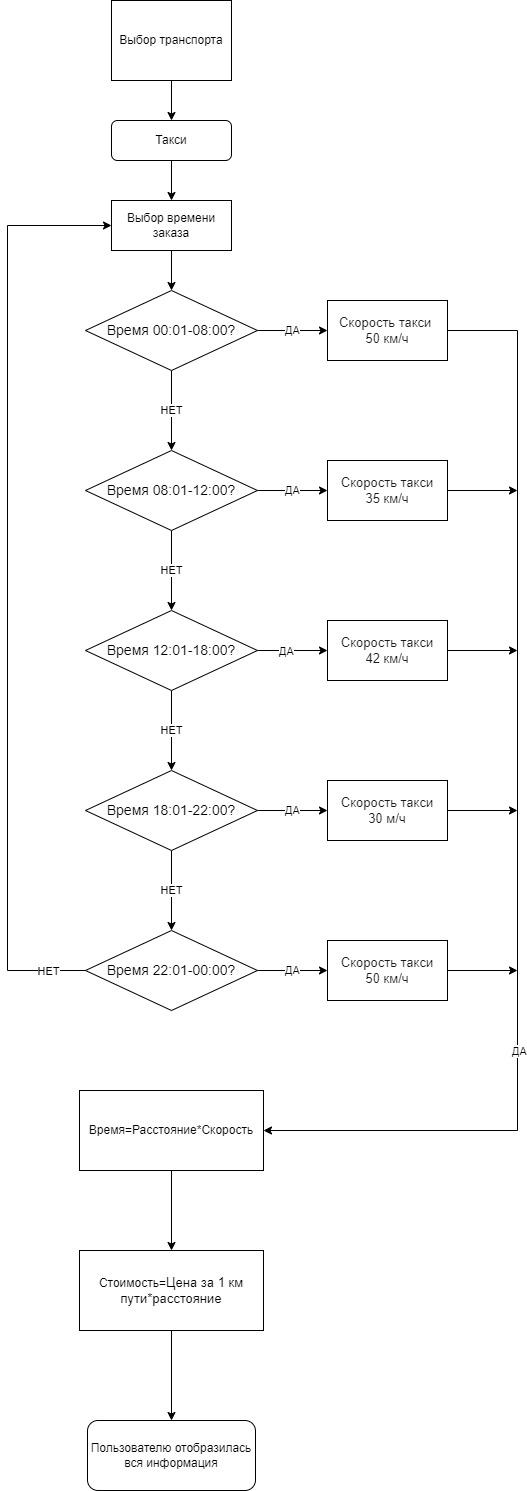 Выбор транспорта
Такси
Выбор времени
заказа
Время 00:01-08:00?
ДА
Скорость такси
50 км/ч
НЕТ
Время 08:01-12:00?
ДА
Скорость такси
35 км/ч
НЕТ
Время 12:01-18:00?
ДА
Скорость такси
42 км/ч
НЕТ
Время 18:01-22:00?
ДА
Скорость такси
30 м/ч
НЕТ
НЕТ
Время 22:01-00:00?
ДА
Скорость такси
50 км/ч
ДА
Время=Расстояние*Скорость
Стоимость=Цена за 1 км
пути*расстояние
Пользователю отобразилась
вся информация